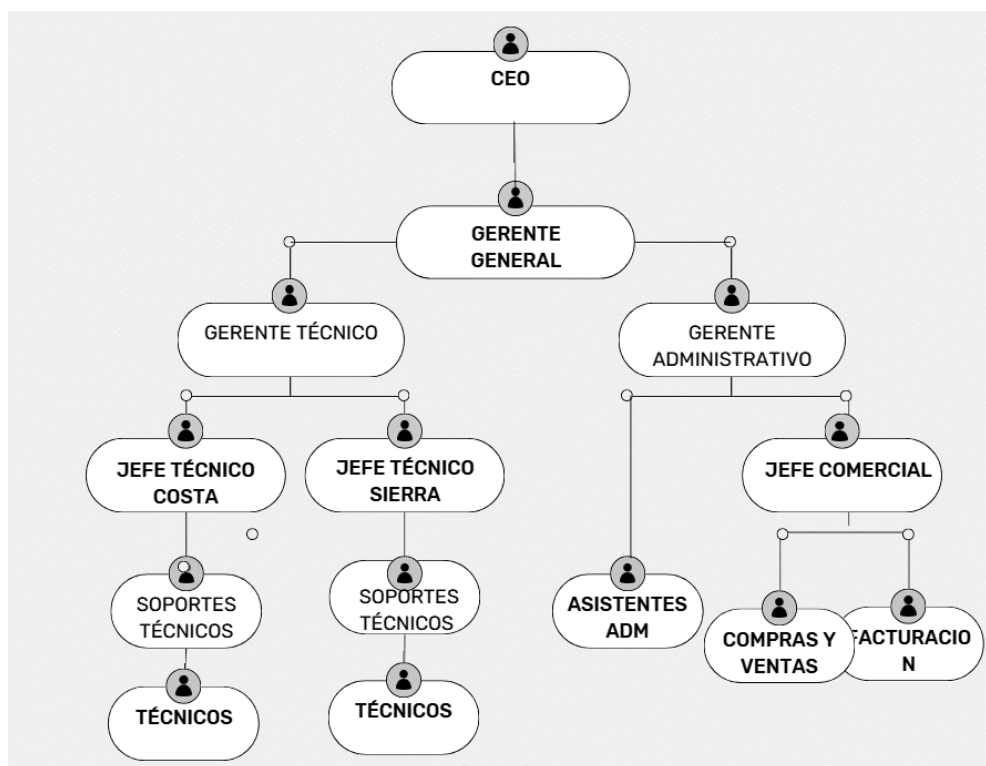 CEO
GERENTE
GENERAL
GERENTE TÉCNICO
GERENTE
ADMINISTRATIVO
JEFE TÉCNICO
COSTA
JEFE TÉCNICO
SIERRA
JEFE COMERCIAL
SOPORTES
TÉCNICOS
SOPORTES
TÉCNICOS
ASISTENTES
ADM
COMPRAS Y
VENTAS
FACTURACIO
N
TÉCNICOS
TÉCNICOS